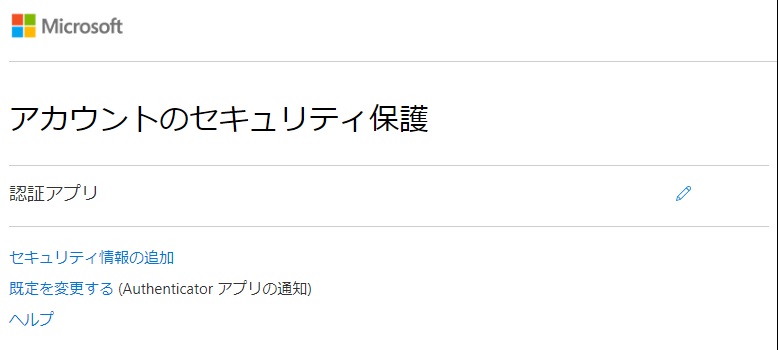 Microsoft
アカウントのセキュリティ保護
認証アプリ
セキュリティ情報の追加
既定を変更する (Authenticator アプリの通知)
ヘルプ